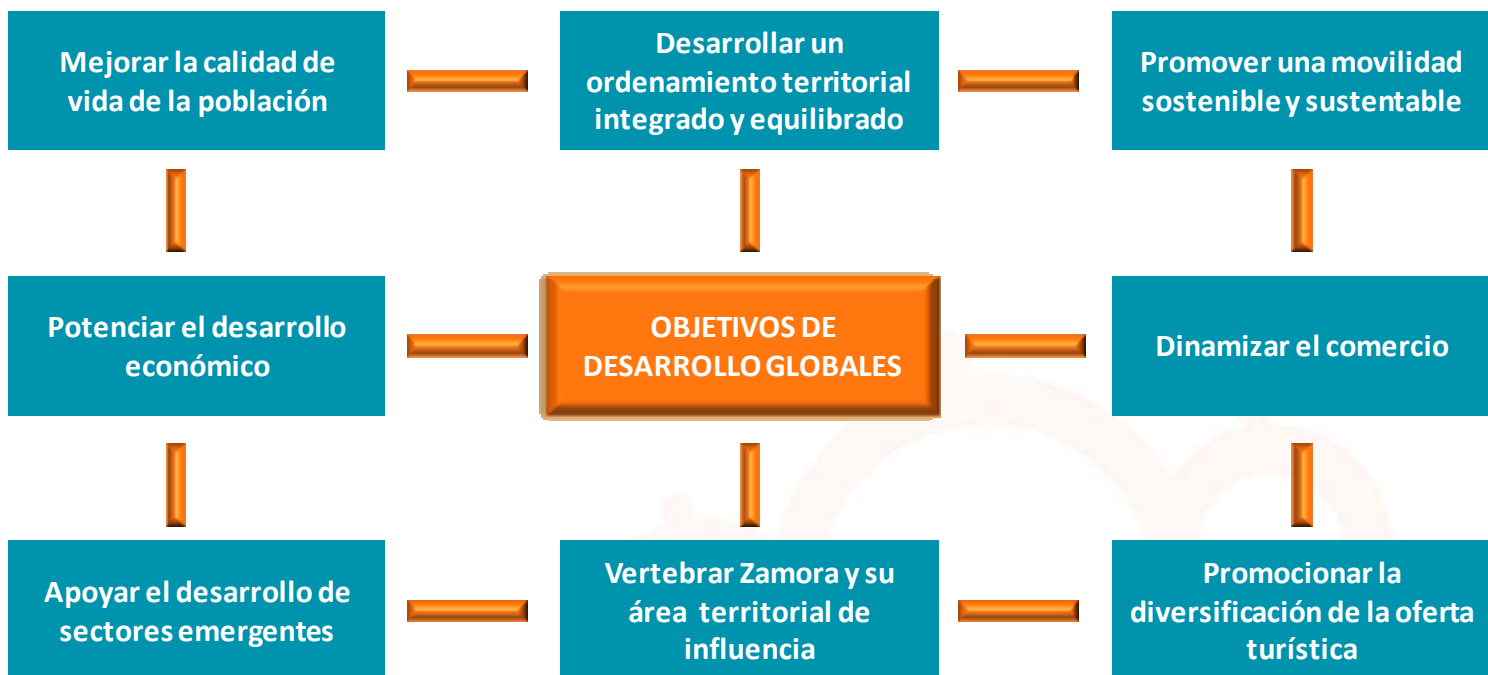 Mejorar la calidad de
vida de la población
Desarrollar un
ordenamiento territorial
integrado y equilibrado
Promover una movilidad
sostenible y sustentable
Potenciar el desarrollo
económico
OBJETIVOS DE
DESARROLLO GLOBALES
Dinamizar el comercio
Apoyar el desarrollo de
sectores emergentes
Vertebrar Zamora y su
área territorial de
influencia
Promocionar la
diversificación de la oferta
turística